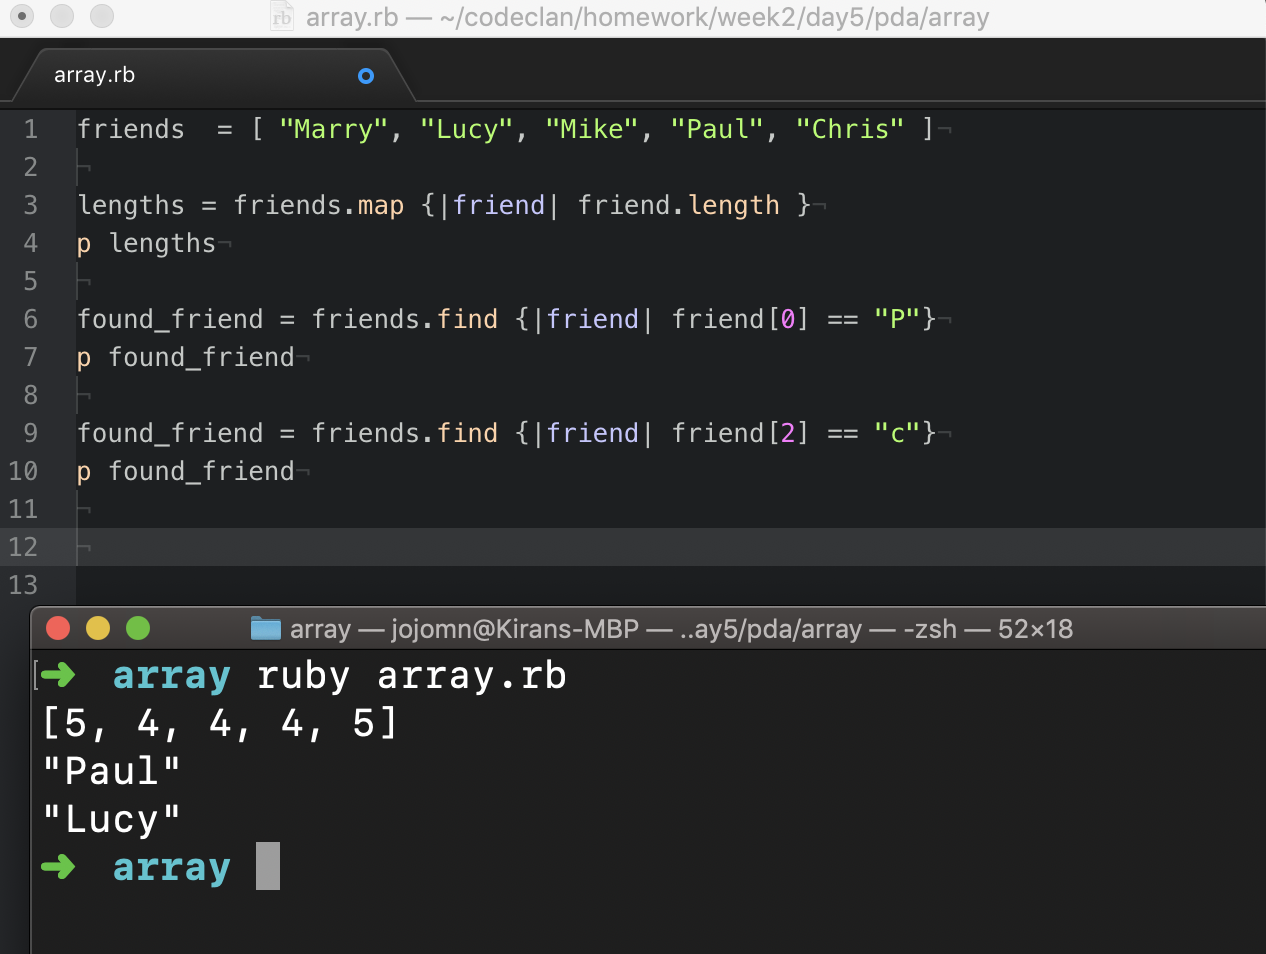 array.rb — ~/codeclan/homework/week2/day5/pda/array
array.rb
1 friends  = [ "Marry", "Lucy", "Mike", "Paul", "Chris" ]¬
2 ¬
3 lengths = friends.map {|friend| friend.length }¬
4 p lengths¬
5 ¬
6 found_friend = friends.find {|friend| friend[0] == "P"}¬
7 p found_friend¬
8 ¬
9 found_friend = friends.find {|friend| friend[2] == "c"}¬
10 p found_friend¬
11 ¬
12 ¬
13
array — jojomn@Kirans-MBP — ..ay5/pda/array — -zsh — 52×18
[➜  array ruby array.rb
[5, 4, 4, 4, 5]
"Paul"
"Lucy"
➜  array